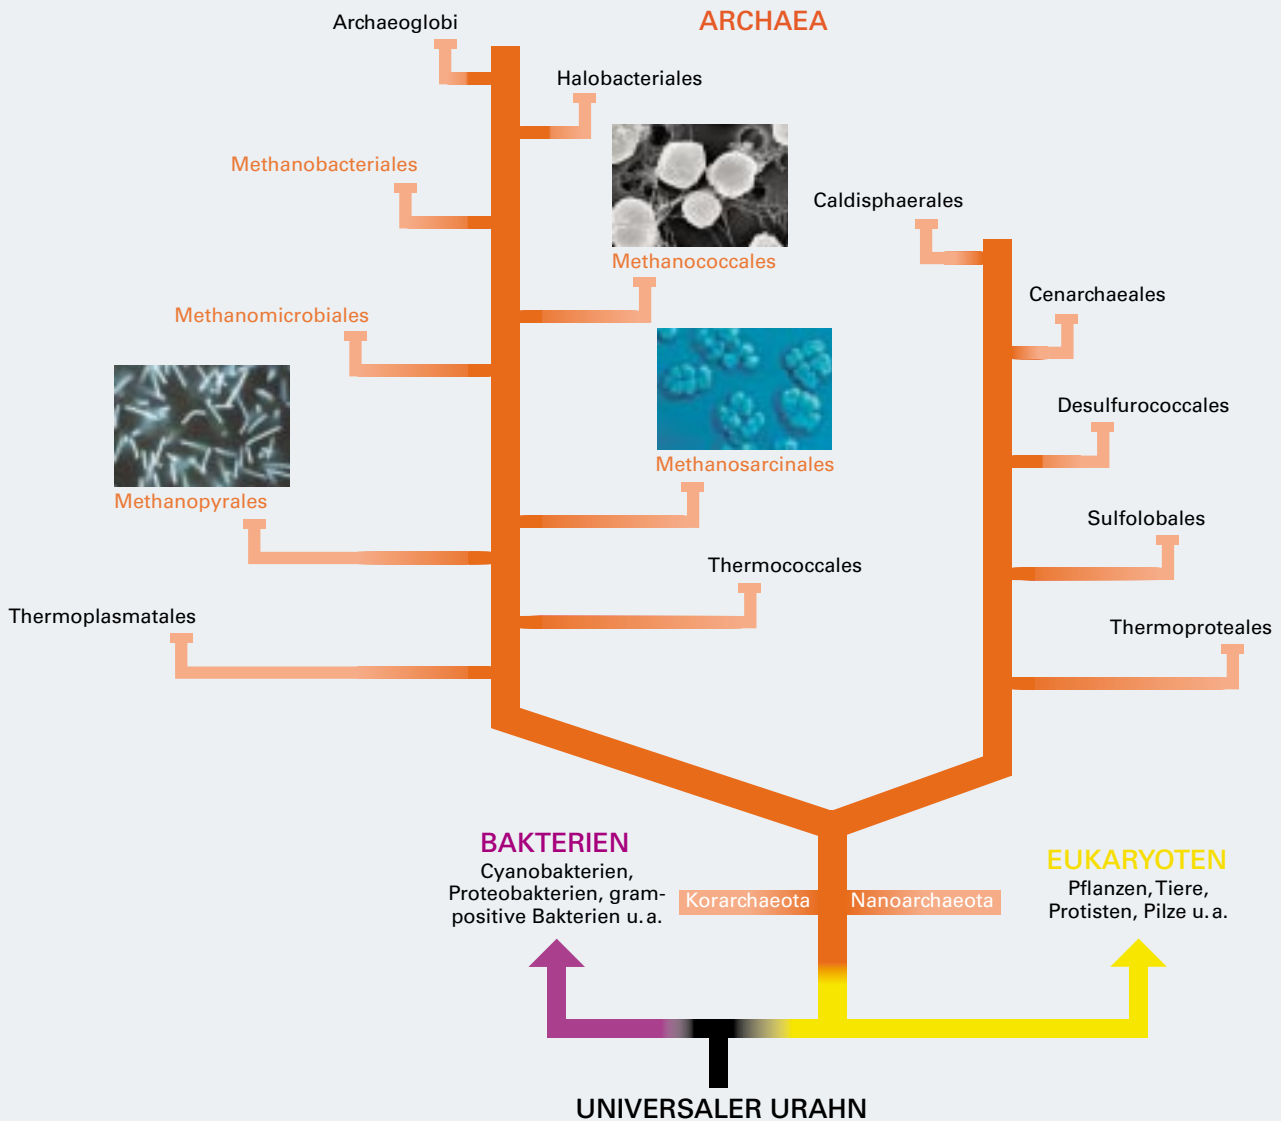 ARCHAEA
Archaeoglobi
Halobacteriales
Methanobacteriales
Caldisphaerales
Methanococcales
Cenarchaeales
Methanomicrobiales
Desulfurococcales
Methanosarcinales
Methanopyrales
Sulfolobales
Thermococcales
Thermoplasmatales
Thermoproteales
BAKTERIEN
Cyanobakterien,
Proteobakterien, gram-
positive Bakterien u. a.
EUKARYOTEN
Pflanzen, Tiere,
Protisten, Pilze u. a.
Korarchaeota
Nanoarchaeota
UNIVERSALER URAHN